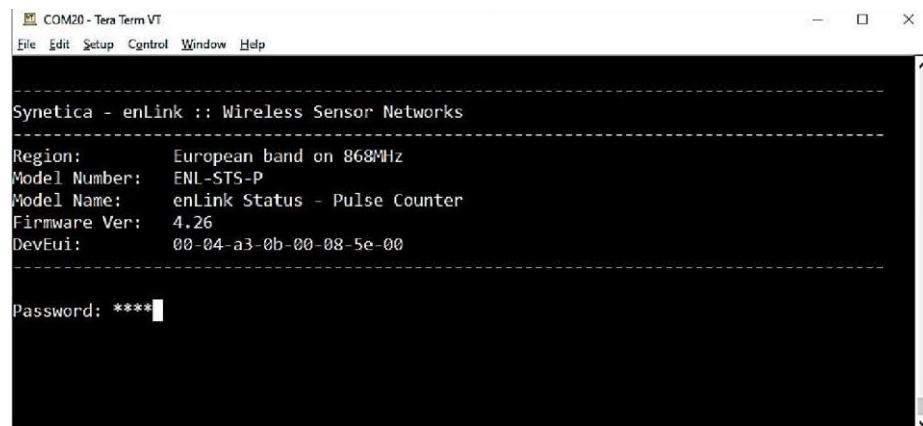 COM20 - Tera Term VT
File Edit Setup Control Window Help
--------------------------------------------------------------------------------
Synetica - enLink :: Wireless Sensor Networks
--------------------------------------------------------------------------------
Region: European band on 868MHz
Model Number: ENL-STS-P
Model Name: enLink Status - Pulse Counter
Firmware Ver: 4.26
DevEui: 00-04-a3-0b-00-08-5e-00
--------------------------------------------------------------------------------
Password: ****